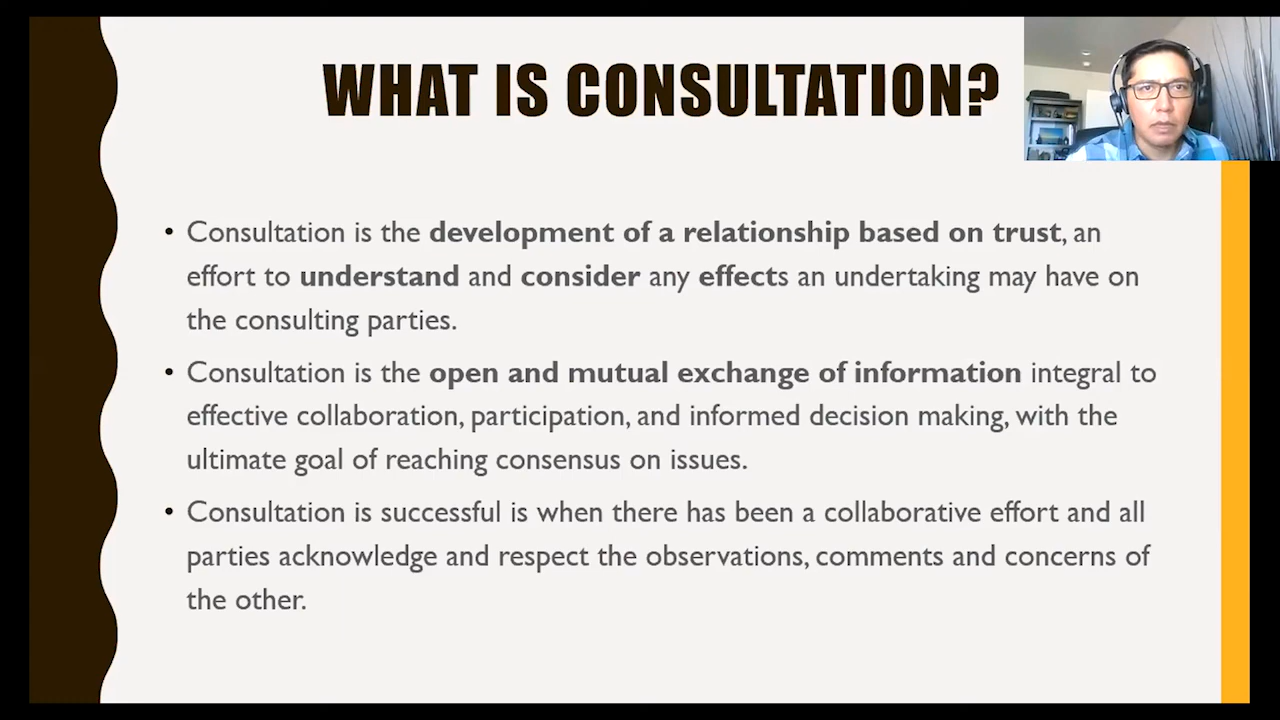 WHAT IS CONSULTATION?
• Consultation is the development of a relationship based on trust, an
effort to understand and consider any effects an undertaking may have on
the consulting parties.
• Consultation is the open and mutual exchange of information integral to
effective collaboration, participation, and informed decision making, with the
ultimate goal of reaching consensus on issues.
• Consultation is successful is when there has been a collaborative effort and all
parties acknowledge and respect the observations, comments and concerns of
the other.